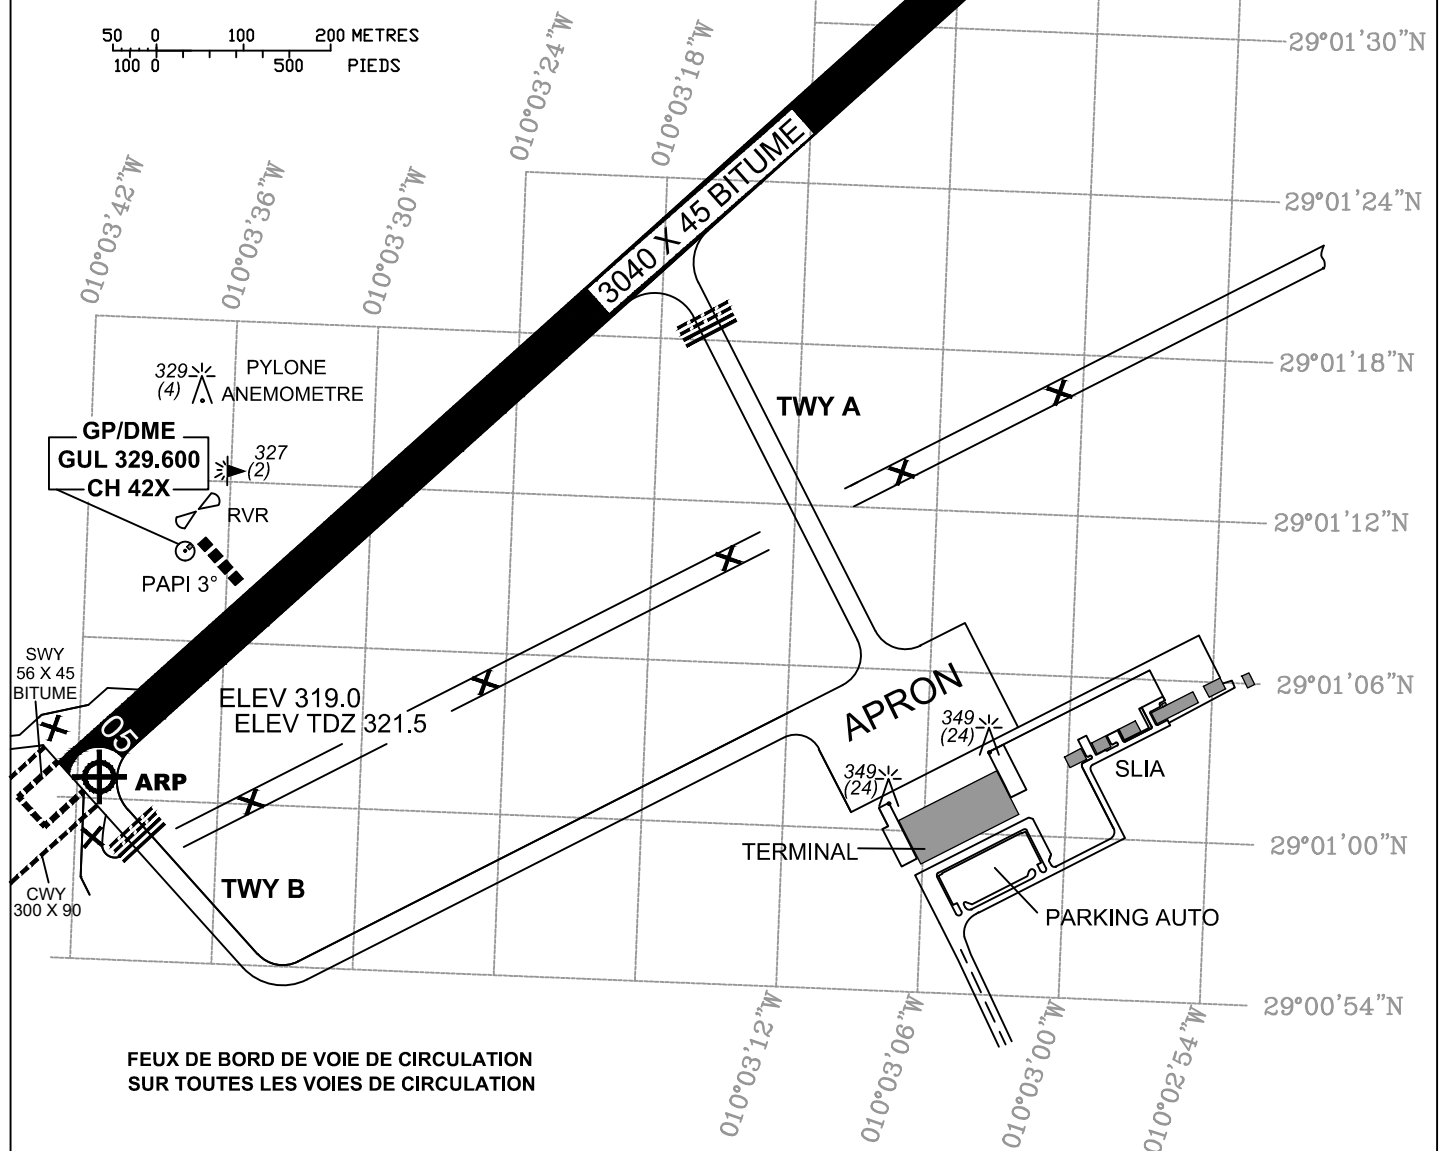 50 0 100 200 METRES
100 0 500 PIEDS
010°03'42"W
010°03'36"W
010°03'30"W
010°03'24"W
010°03'18"W
29°01'30"N
29°01'24"N
29°01'18"N
29°01'12"N
29°01'06"N
29°01'00"N
29°00'54"N
3040 X 45 BITUME
329
(4)
PYLONE
ANEMOMETRE
GP/DME
GUL 329.600
CH 42X
327
(2)
RVR
PAPI 3°
TWY A
SWY
56 X 45
BITUME
ELEV 319.0
ELEV TDZ 321.5
05
ARP
APRON
349
(24)
349
(24)
SLIA
TERMINAL
TWY B
CWY
300 X 90
PARKING AUTO
010°03'12"W
010°03'06"W
010°03'00"W
010°02'54"W
FEUX DE BORD DE VOIE DE CIRCULATION
SUR TOUTES LES VOIES DE CIRCULATION